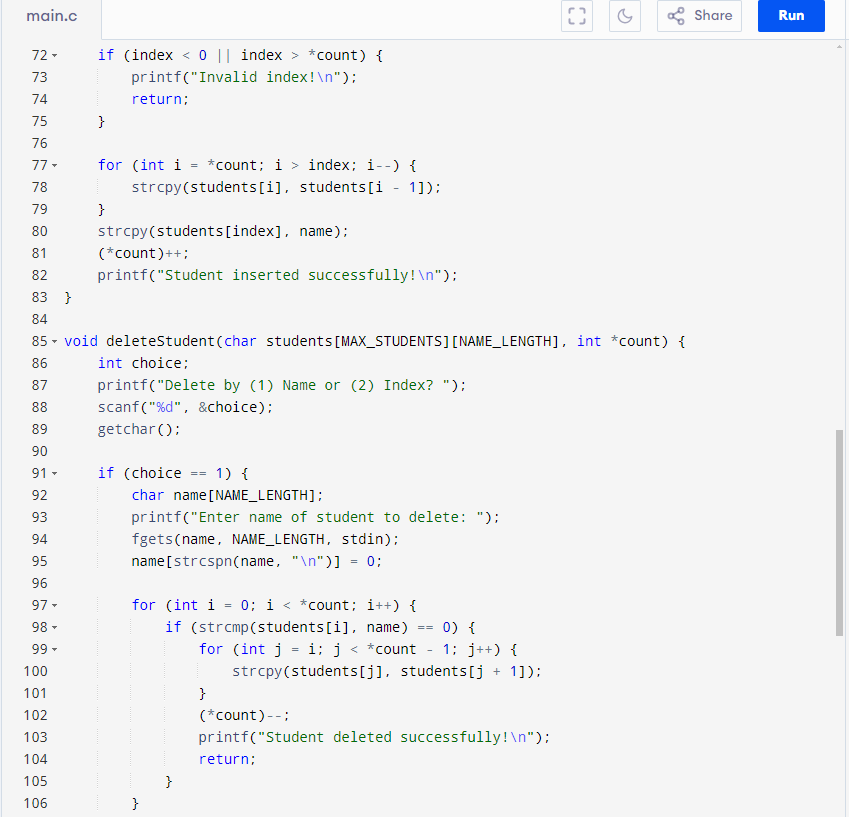 main.c
Share
Run
72 if (index < 0 || index > *count) {
73 printf("Invalid index!\n");
74 return;
75 }
76
77 for (int i = *count; i > index; i--) {
78 strcpy(students[i], students[i - 1]);
79 }
80 strcpy(students[index], name);
81 (*count)++;
82 printf("Student inserted successfully!\n");
83 }
84
85 void deleteStudent(char students[MAX_STUDENTS][NAME_LENGTH], int *count) {
86 int choice;
87 printf("Delete by (1) Name or (2) Index? ");
88 scanf("%d", &choice);
89 getchar();
90
91 if (choice == 1) {
92 char name[NAME_LENGTH];
93 printf("Enter name of student to delete: ");
94 fgets(name, NAME_LENGTH, stdin);
95 name[strcspn(name, "\n")] = 0;
96
97 for (int i = 0; i < *count; i++) {
98 if (strcmp(students[i], name) == 0) {
99 for (int j = i; j < *count - 1; j++) {
100 strcpy(students[j], students[j + 1]);
101 }
102 (*count)--;
103 printf("Student deleted successfully!\n");
104 return;
105 }
106 }